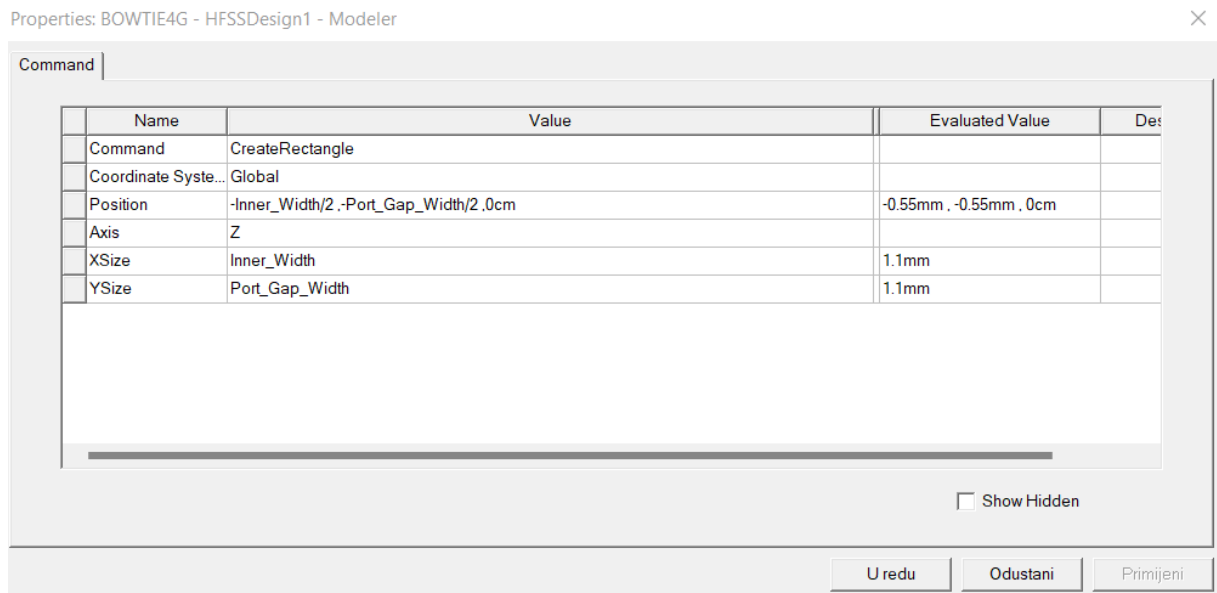 Properties: BOWTIE4G - HFSSDesign1 - Modeler
Command
Name Value Evaluated Value Des
Command CreateRectangle
Coordinate Syste... Global
Position -Inner_Width/2 ,-Port_Gap_Width/2 ,0cm -0.55mm , -0.55mm , 0cm
Axis Z
XSize Inner_Width 1.1mm
YSize Port_Gap_Width 1.1mm
Show Hidden
U redu Odustani Primijeni